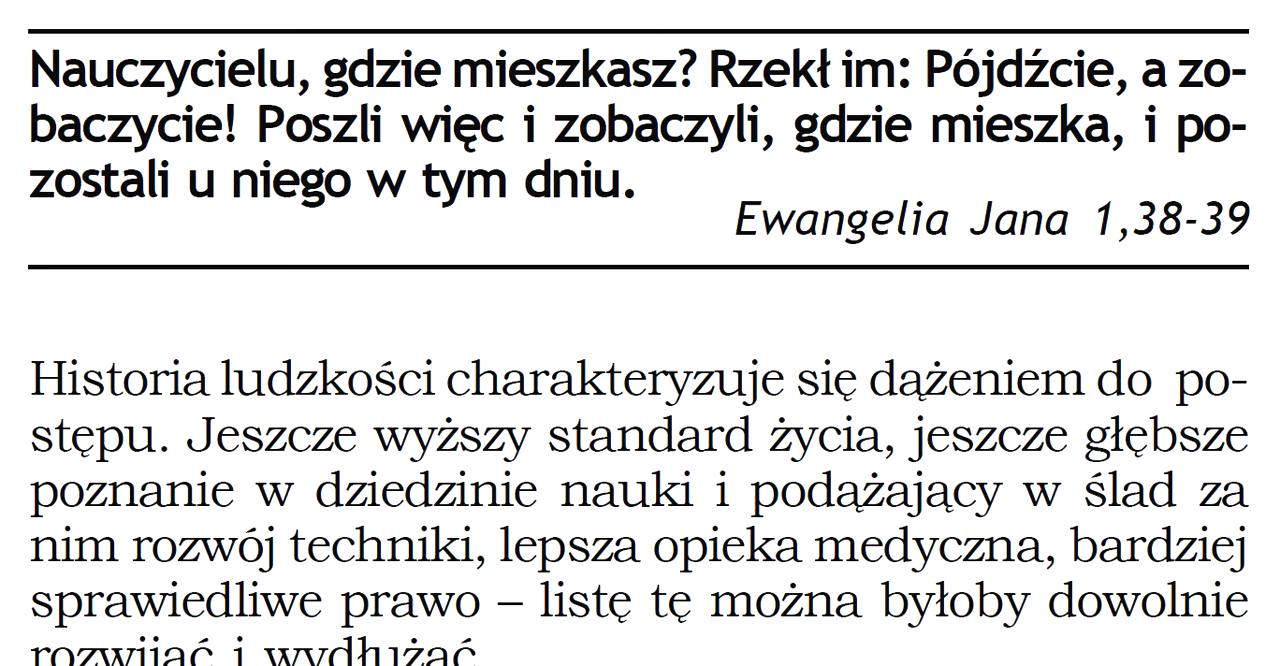 Nauczycielu, gdzie mieszkasz? Rzekł im: Pójdźcie, a zo-
baczycie! Poszli więc i zobaczyli, gdzie mieszka, i po-
zostali u niego w tym dniu.
Ewangelia Jana 1,38-39
Historia ludzkości charakteryzuje się dążeniem do po-
stępu. Jeszcze wyższy standard życia, jeszcze głębsze
poznanie w dziedzinie nauki i podążający w ślad za
nim rozwój techniki, lepsza opieka medyczna, bardziej
sprawiedliwe prawo – listę tę można byłoby dowolnie
rozwijać i wydłużać